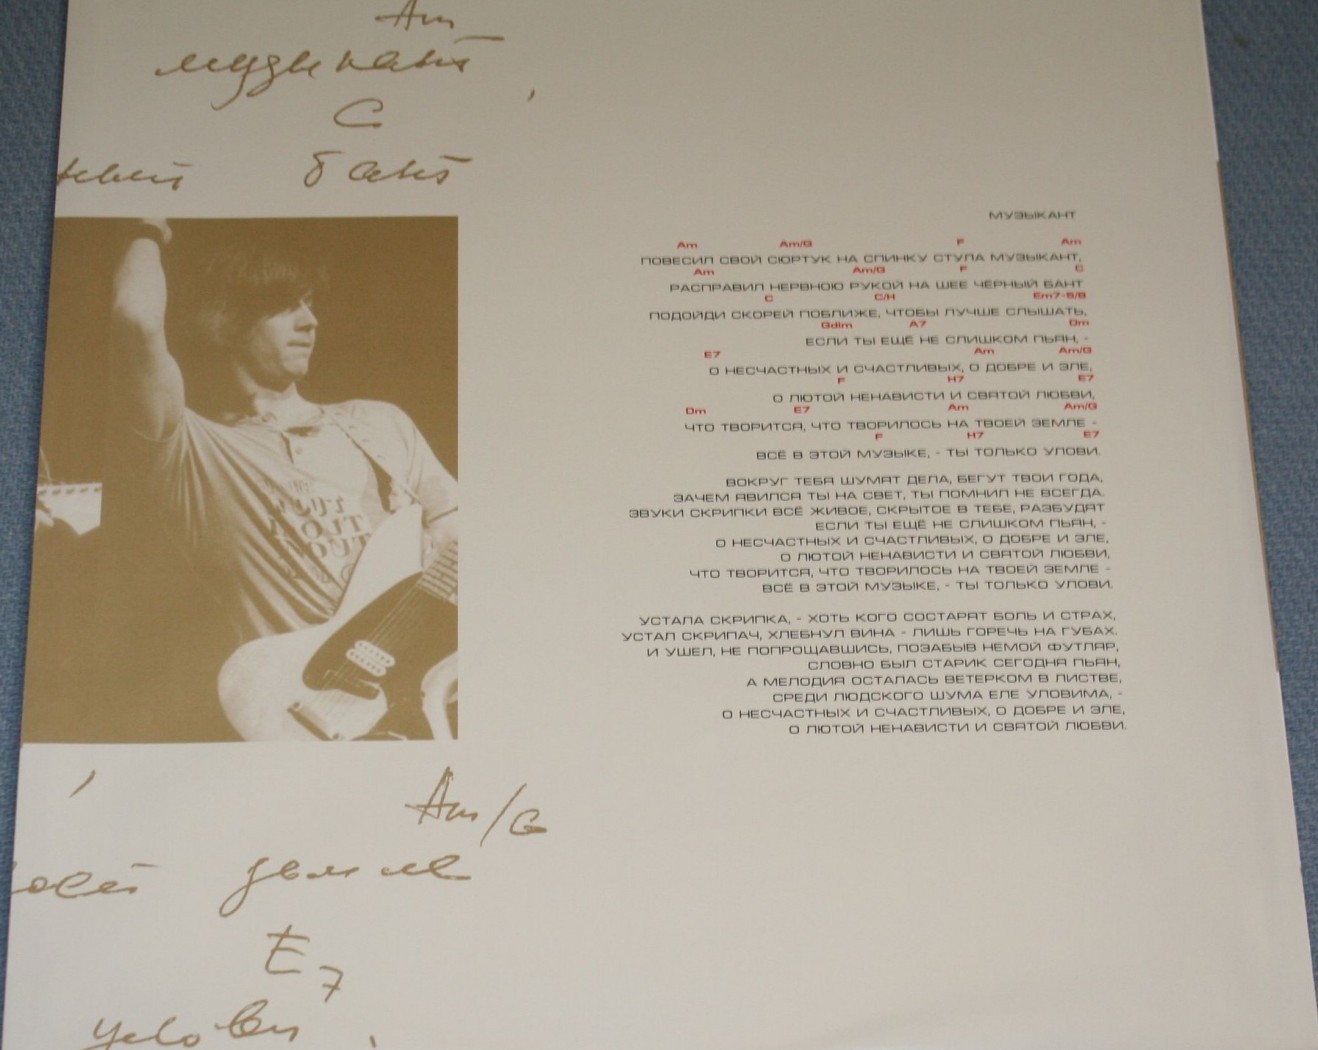 Am
музыкант
C
,
бант
МУЗЫКАНТ
Am Am/G F Am
ПОВЕСИЛ СВОЙ СЮРТУК НА СПИНКУ СТУЛА МУЗЫКАНТ,
Am Am/G F C
РАСПРАВИЛ НЕРВНОЮ РУКОЙ НА ШЕЕ ЧЁРНЫЙ БАНТ
C C/H Em7-5/B
ПОДОЙДИ СКОРЕЙ ПОБЛИЖЕ, ЧТОБЫ ЛУЧШЕ СЛЫШАТЬ,
Gdim A7 Dm
ЕСЛИ ТЫ ЕЩЁ НЕ СЛИШКОМ ПЬЯН, -
E7 Am Am/G
О НЕСЧАСТНЫХ И СЧАСТЛИВЫХ, О ДОБРЕ И ЗЛЕ,
F H7 E7
О ЛЮТОЙ НЕНАВИСТИ И СВЯТОЙ ЛЮБВИ,
Dm E7 Am Am/G
ЧТО ТВОРИТСЯ, ЧТО ТВОРИЛОСЬ НА ТВОЕЙ ЗЕМЛЕ -
F H7 E7
ВСЁ В ЭТОЙ МУЗЫКЕ, - ТЫ ТОЛЬКО УЛОВИ.
ВОКРУГ ТЕБЯ ШУМЯТ ДЕЛА, БЕГУТ ТВОИ ГОДА,
ЗАЧЕМ ЯВИЛСЯ ТЫ НА СВЕТ, ТЫ ПОМНИЛ НЕ ВСЕГДА.
ЗВУКИ СКРИПКИ ВСЁ ЖИВОЕ, СКРЫТОЕ В ТЕБЕ, РАЗБУДЯТ
ЕСЛИ ТЫ ЕЩЁ НЕ СЛИШКОМ ПЬЯН, -
О НЕСЧАСТНЫХ И СЧАСТЛИВЫХ, О ДОБРЕ И ЗЛЕ,
О ЛЮТОЙ НЕНАВИСТИ И СВЯТОЙ ЛЮБВИ,
ЧТО ТВОРИТСЯ, ЧТО ТВОРИЛОСЬ НА ТВОЕЙ ЗЕМЛЕ -
ВСЁ В ЭТОЙ МУЗЫКЕ, - ТЫ ТОЛЬКО УЛОВИ.
УСТАЛА СКРИПКА, - ХОТЬ КОГО СОСТАРЯТ БОЛЬ И СТРАХ,
УСТАЛ СКРИПАЧ, ХЛЕБНУЛ ВИНА - ЛИШЬ ГОРЕЧЬ НА ГУБАХ.
И УШЕЛ, НЕ ПОПРОЩАВШИСЬ, ПОЗАБЫВ НЕМОЙ ФУТЛЯР,
СЛОВНО БЫЛ СТАРИК СЕГОДНЯ ПЬЯН,
А МЕЛОДИЯ ОСТАЛАСЬ ВЕТЕРКОМ В ЛИСТВЕ,
СРЕДИ ЛЮДСКОГО ШУМА ЕЛЕ УЛОВИМА, -
О НЕСЧАСТНЫХ И СЧАСТЛИВЫХ, О ДОБРЕ И ЗЛЕ,
О ЛЮТОЙ НЕНАВИСТИ И СВЯТОЙ ЛЮБВИ.
, Am/G
оей земле
E7
улови.